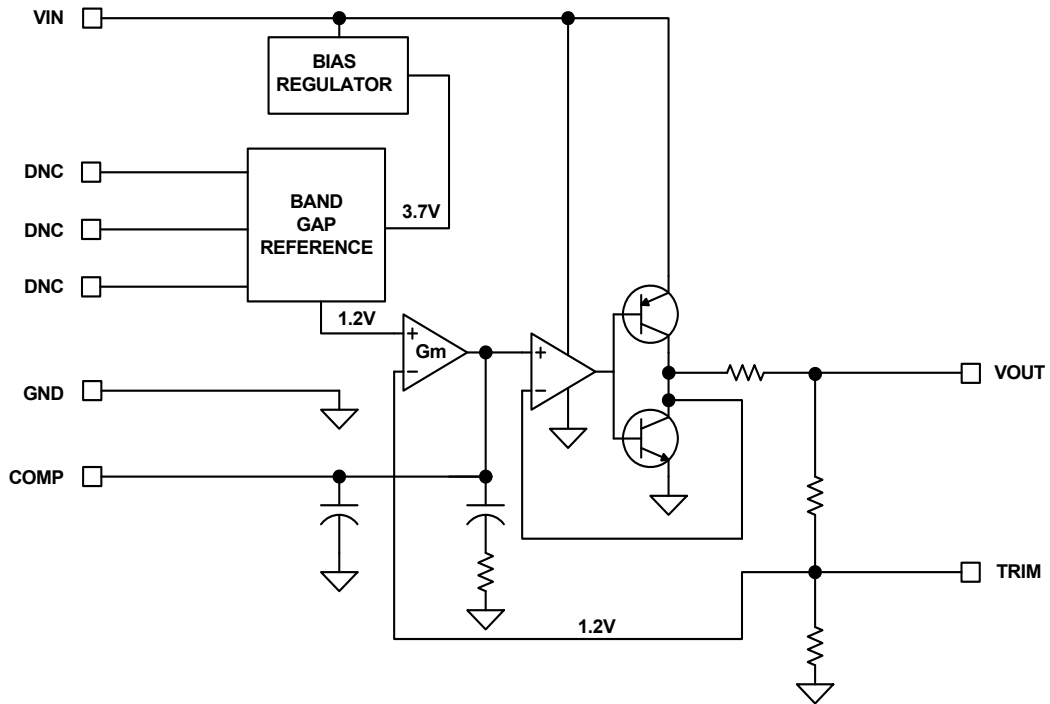 VIN
BIAS
REGULATOR
DNC
DNC
DNC
BAND
GAP
REFERENCE
3.7V
1.2V
+
Gm
−
+
−
VOUT
GND
COMP
TRIM
1.2V